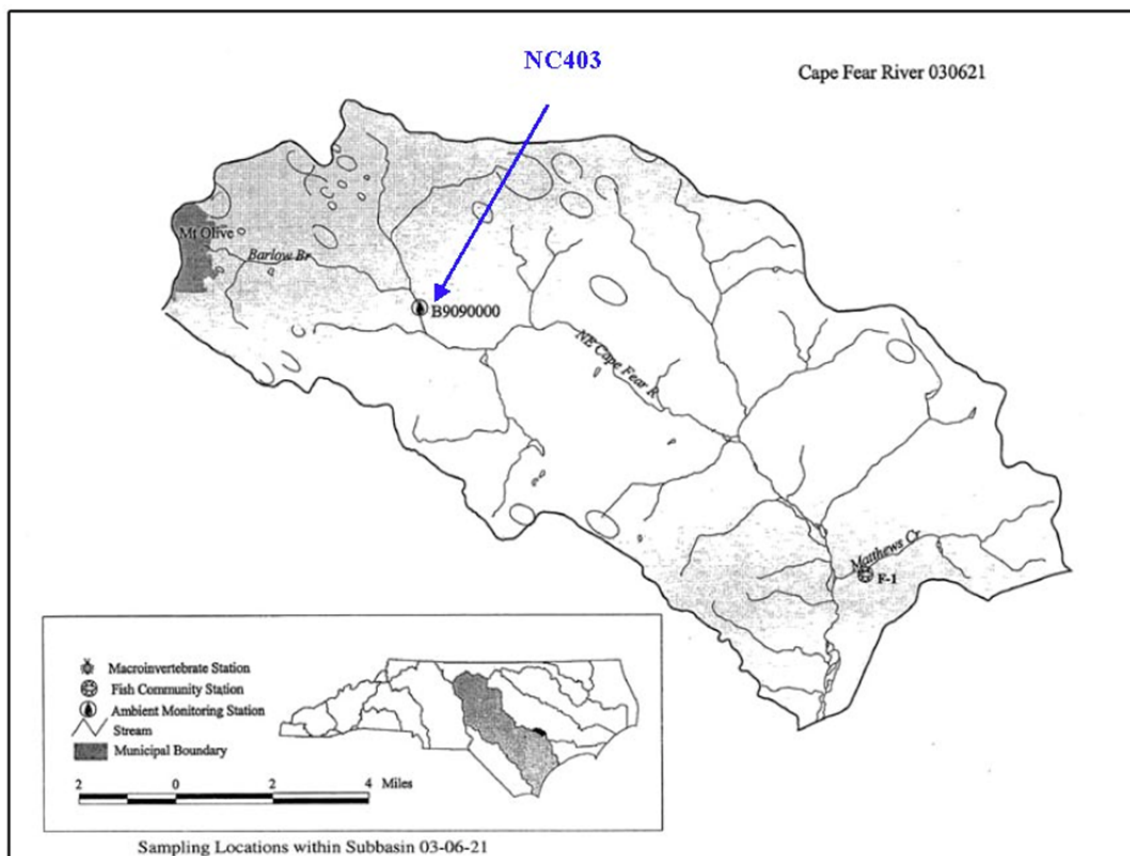 NC403
Cape Fear River 030621
Mt Olive
Barlow Br
B9090000
NE Cape Fear R
Matthews Cr
F-1
Macroinvertebrate Station
Fish Community Station
Ambient Monitoring Station
Stream
Municipal Boundary
2 0 2 4 Miles
Sampling Locations within Subbasin 03-06-21